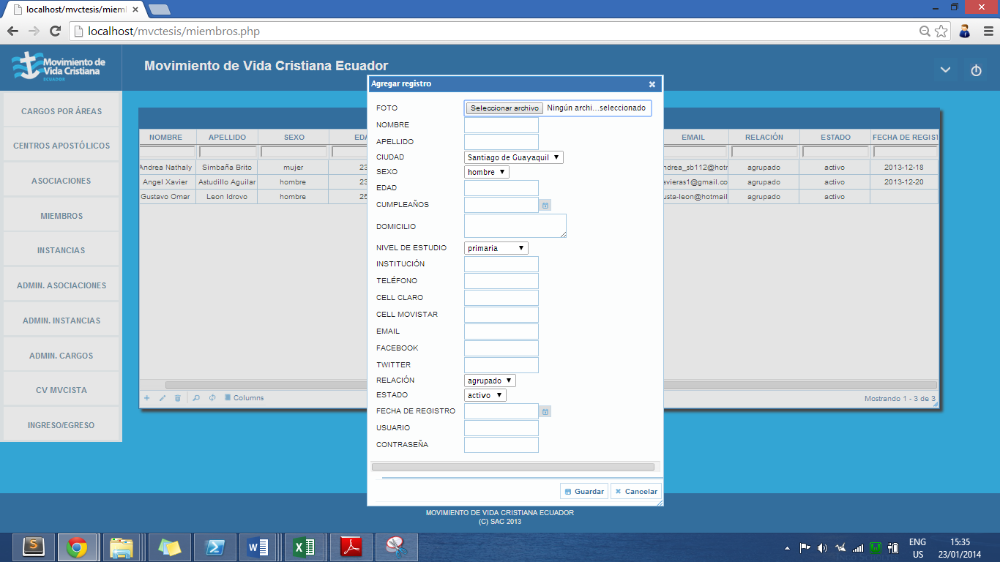 localhost/mvctesis/miem
localhost/mvctesis/miembros.php
Movimiento de
Vida Cristiana
ECUADOR
Movimiento de Vida Cristiana Ecuador
CARGOS POR ÁREAS
CENTROS APOSTÓLICOS
ASOCIACIONES
MIEMBROS
INSTANCIAS
ADMIN. ASOCIACIONES
ADMIN. INSTANCIAS
ADMIN. CARGOS
CV MVCISTA
INGRESO/EGRESO
NOMBRE APELLIDO SEXO EDA EMAIL RELACIÓN ESTADO FECHA DE REGIST
Andrea Nathaly Simbaña Brito mujer 23 ndrea_sb112@hotm agrupado activo 2013-12-18
Angel Xavier Astudillo Aguilar hombre 23 avieras1@gmail.co agrupado activo 2013-12-20
Gustavo Omar Leon Idrovo hombre 25 usta-leon@hotmail agrupado activo
Columns
Mostrando 1 - 3 de 3
Agregar registro
FOTO Seleccionar archivo Ningún archi...seleccionado
NOMBRE
APELLIDO
CIUDAD Santiago de Guayaquil
SEXO hombre
EDAD
CUMPLEAÑOS
DOMICILIO
NIVEL DE ESTUDIO primaria
INSTITUCIÓN
TELÉFONO
CELL CLARO
CELL MOVISTAR
EMAIL
FACEBOOK
TWITTER
RELACIÓN agrupado
ESTADO activo
FECHA DE REGISTRO
USUARIO
CONTRASEÑA
Guardar Cancelar
MOVIMIENTO DE VIDA CRISTIANA ECUADOR
(C) SAC 2013
ENG 15:35
US 23/01/2014